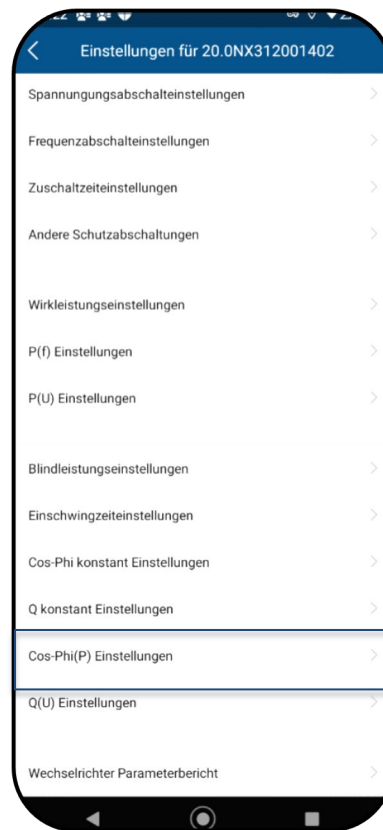 Einstellungen für 20.0NX312001402
Spannungungsabschalteinstellungen
Frequenzabschalteinstellungen
Zuschaltzeiteinstellungen
Andere Schutzabschaltungen
Wirkleistungseinstellungen
P(f) Einstellungen
P(U) Einstellungen
Blindleistungseinstellungen
Einschwingzeiteinstellungen
Cos-Phi konstant Einstellungen
Q konstant Einstellungen
Cos-Phi(P) Einstellungen
Q(U) Einstellungen
Wechselrichter Parameterbericht